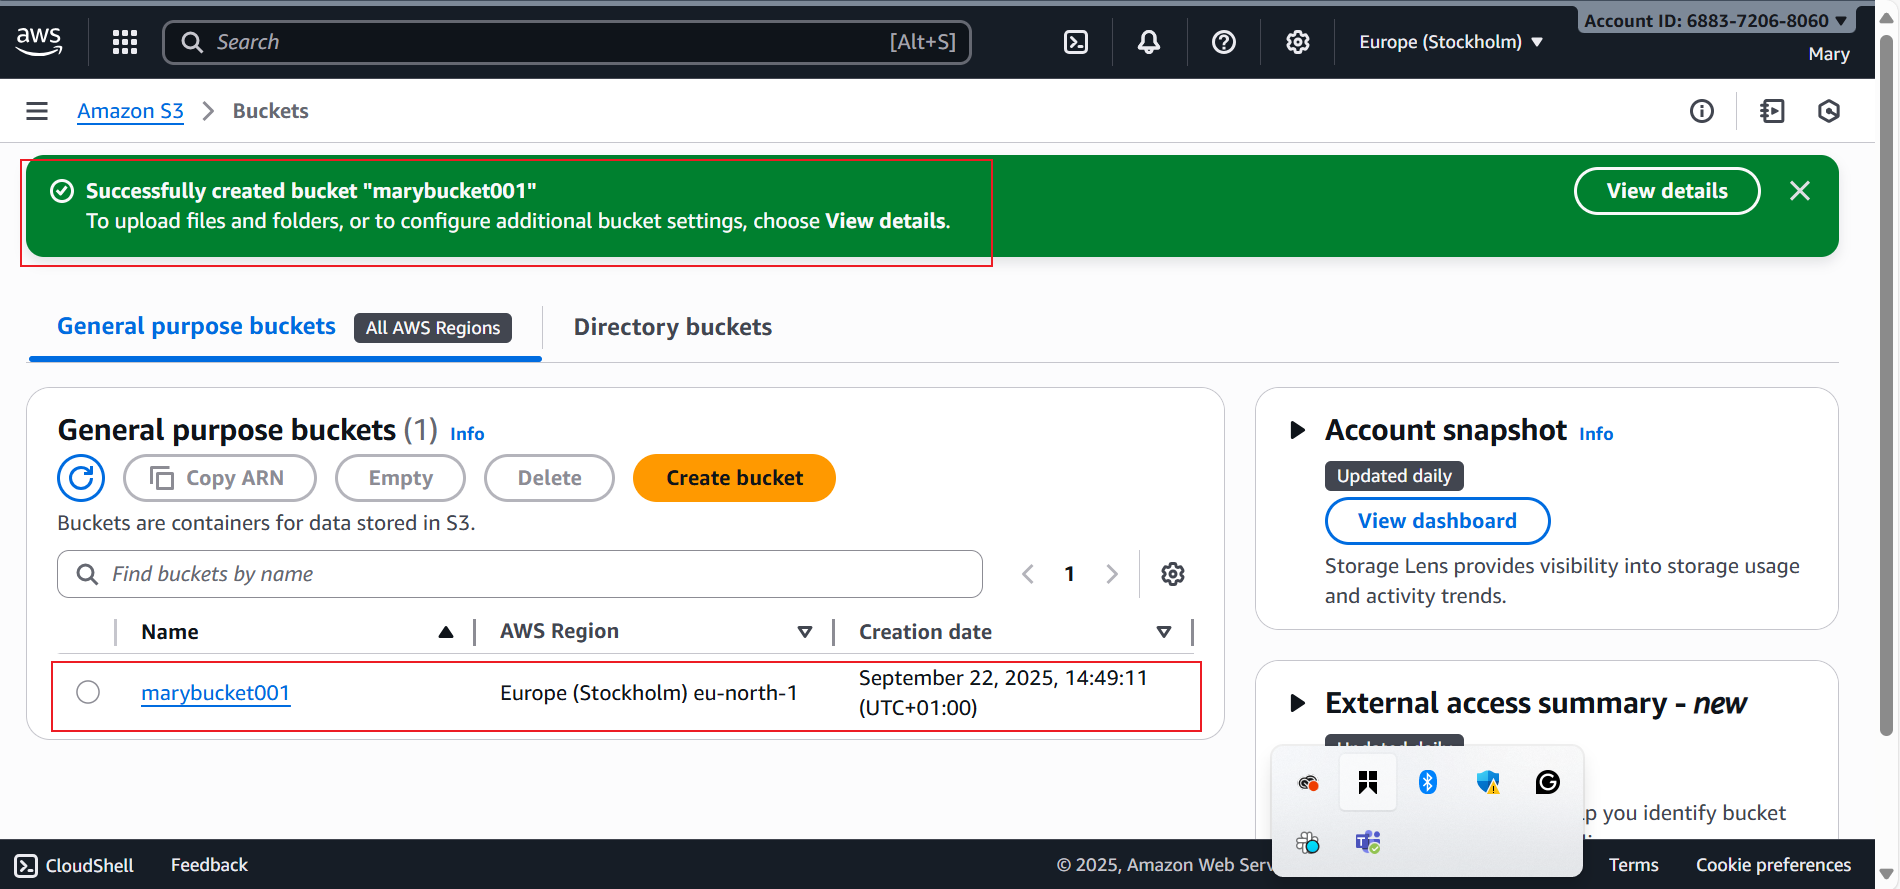 aws
Search [Alt+S]
Europe (Stockholm)
Account ID: 6883-7206-8060
Mary
Amazon S3
Buckets
Successfully created bucket "marybucket001"
To upload files and folders, or to configure additional bucket settings, choose View details.
View details
General purpose buckets
All AWS Regions
Directory buckets
General purpose buckets (1) Info
Copy ARN
Empty
Delete
Create bucket
Buckets are containers for data stored in S3.
Find buckets by name
1
Name
AWS Region
Creation date
marybucket001
Europe (Stockholm) eu-north-1
September 22, 2025, 14:49:11
(UTC+01:00)
Account snapshot Info
Updated daily
View dashboard
Storage Lens provides visibility into storage usage
and activity trends.
External access summary - new
Updated daily
you identify bucket
CloudShell
Feedback
© 2025, Amazon Web
Terms
Cookie preferences